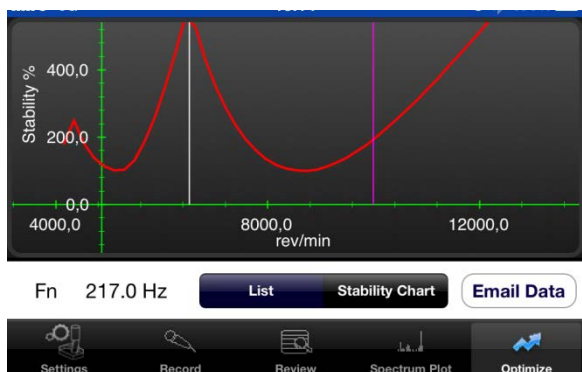 Stability %
400,0
200,0
0,0
4000,0
8000,0
12000,0
rev/min
Fn 217.0 Hz List Stability Chart Email Data
Settings Record Review Spectrum Plot Optimize